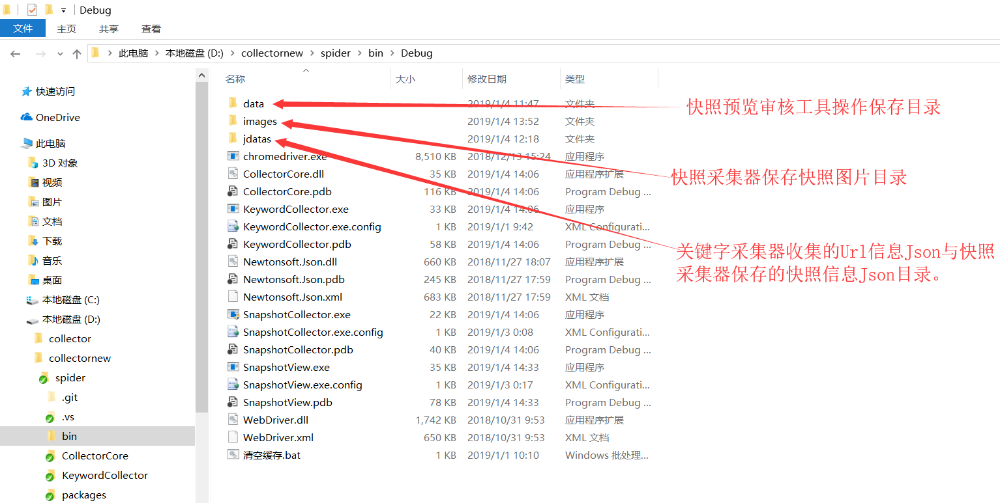 Debug
文件 主页 共享 查看
此电脑 本地磁盘 (D:) collectornew spider bin Debug
快速访问
OneDrive
此电脑
3D 对象
视频
图片
文档
下载
音乐
桌面
本地磁盘 (C:)
本地磁盘 (D:)
collector
collectornew
spider
.git
.vs
bin
CollectorCore
KeywordCollector
packages
名称 大小 修改日期 类型
data 2019/1/4 11:47 文件夹
images 2019/1/4 13:52 文件夹
jdatas 2019/1/4 12:18 文件夹
chromedriver.exe 8,510 KB 2018/12/13 15:24 应用程序
CollectorCore.dll 35 KB 2019/1/4 14:06 应用程序扩展
CollectorCore.pdb 116 KB 2019/1/4 14:06 Program Debug ...
KeywordCollector.exe 33 KB 2019/1/4 14:06 应用程序
KeywordCollector.exe.config 1 KB 2019/1/1 9:42 XML Configurati...
KeywordCollector.pdb 58 KB 2019/1/4 14:06 Program Debug ...
Newtonsoft.Json.dll 660 KB 2018/11/27 18:07 应用程序扩展
Newtonsoft.Json.pdb 245 KB 2018/11/27 17:59 Program Debug ...
Newtonsoft.Json.xml 683 KB 2018/11/27 17:59 XML 文档
SnapshotCollector.exe 22 KB 2019/1/4 14:06 应用程序
SnapshotCollector.exe.config 1 KB 2019/1/3 0:08 XML Configurati...
SnapshotCollector.pdb 40 KB 2019/1/4 14:06 Program Debug ...
SnapshotView.exe 35 KB 2019/1/4 14:33 应用程序
SnapshotView.exe.config 1 KB 2019/1/3 0:17 XML Configurati...
SnapshotView.pdb 78 KB 2019/1/4 14:33 Program Debug ...
WebDriver.dll 1,742 KB 2018/10/31 9:53 应用程序扩展
WebDriver.xml 650 KB 2018/10/31 9:53 XML 文档
清空缓存.bat 1 KB 2019/1/1 10:10 Windows 批处理...
快照预览审核工具操作保存目录
快照采集器保存快照图片目录
关键字采集器收集的Url信息Json与快照
采集器保存的快照信息Json目录。